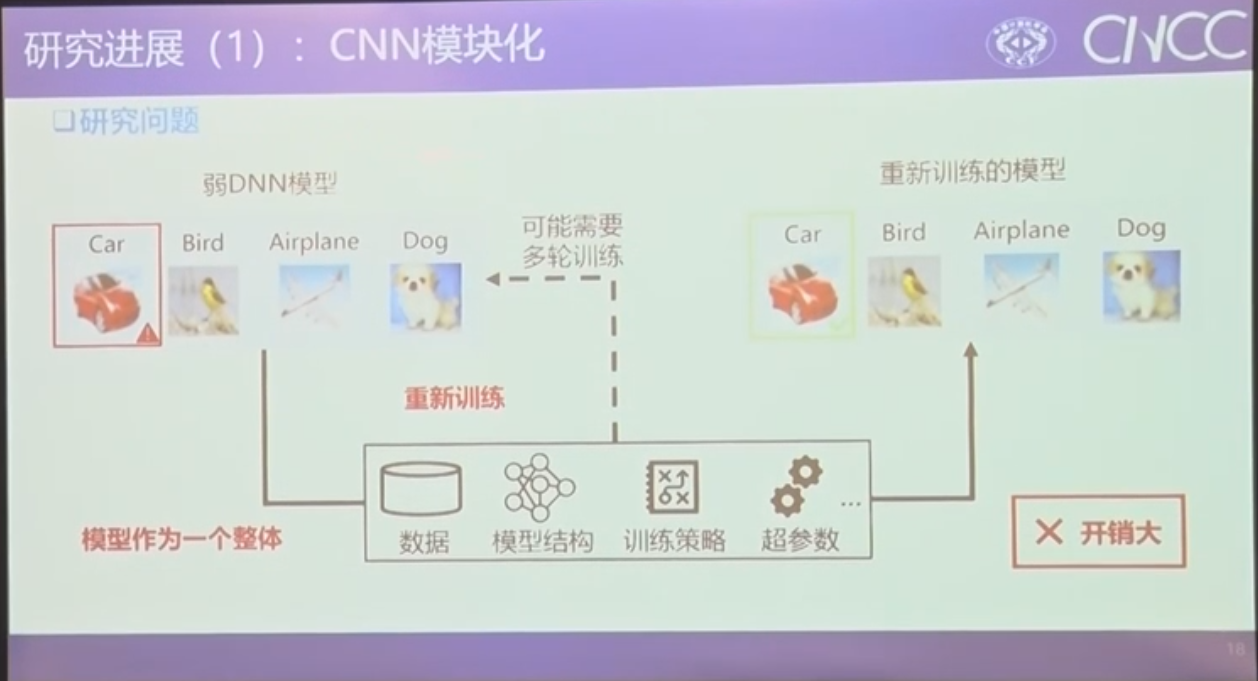 研究进展（1）：CNN模块化
CCF
CNCC
❑研究问题
弱DNN模型
重新训练的模型
Car
Bird
Airplane
Dog
可能需要
多轮训练
Car
Bird
Airplane
Dog
重新训练
数据
模型结构
训练策略
超参数
...
模型作为一个整体
✕ 开销大
18